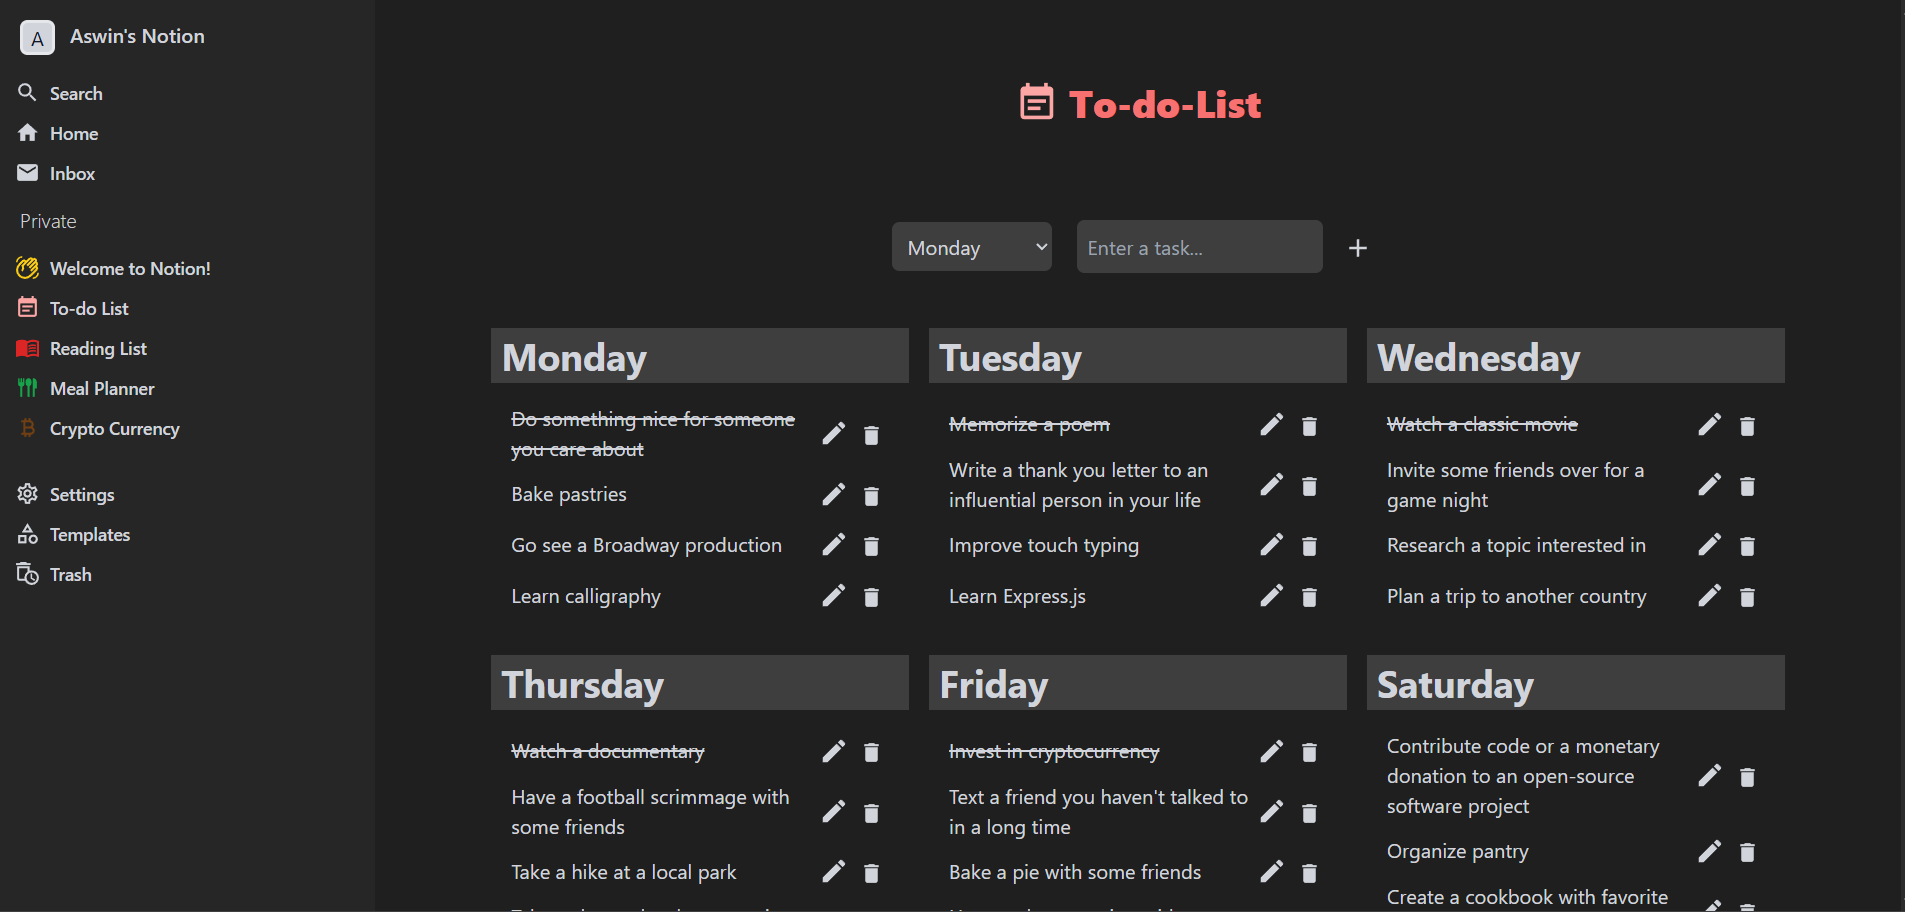 A Aswin's Notion
Search
Home
Inbox
Private
Welcome to Notion!
To-do List
Reading List
Meal Planner
Crypto Currency
Settings
Templates
Trash
To-do-List
Monday
Enter a task...
Monday
Do something nice for someone
you care about
Bake pastries
Go see a Broadway production
Learn calligraphy
Tuesday
Memorize a poem
Write a thank you letter to an
influential person in your life
Improve touch typing
Learn Express.js
Wednesday
Watch a classic movie
Invite some friends over for a
game night
Research a topic interested in
Plan a trip to another country
Thursday
Watch a documentary
Have a football scrimmage with
some friends
Take a hike at a local park
Friday
Invest in cryptocurrency
Text a friend you haven't talked to
in a long time
Bake a pie with some friends
Saturday
Contribute code or a monetary
donation to an open-source
software project
Organize pantry
Create a cookbook with favorite